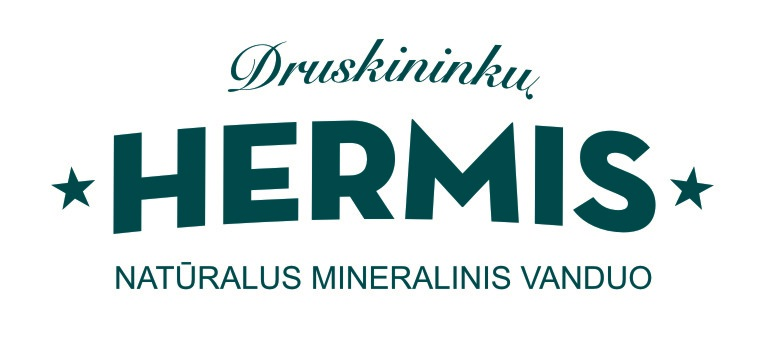 Druskininkų
HERMIS
NATŪRALUS MINERALINIS VANDUO